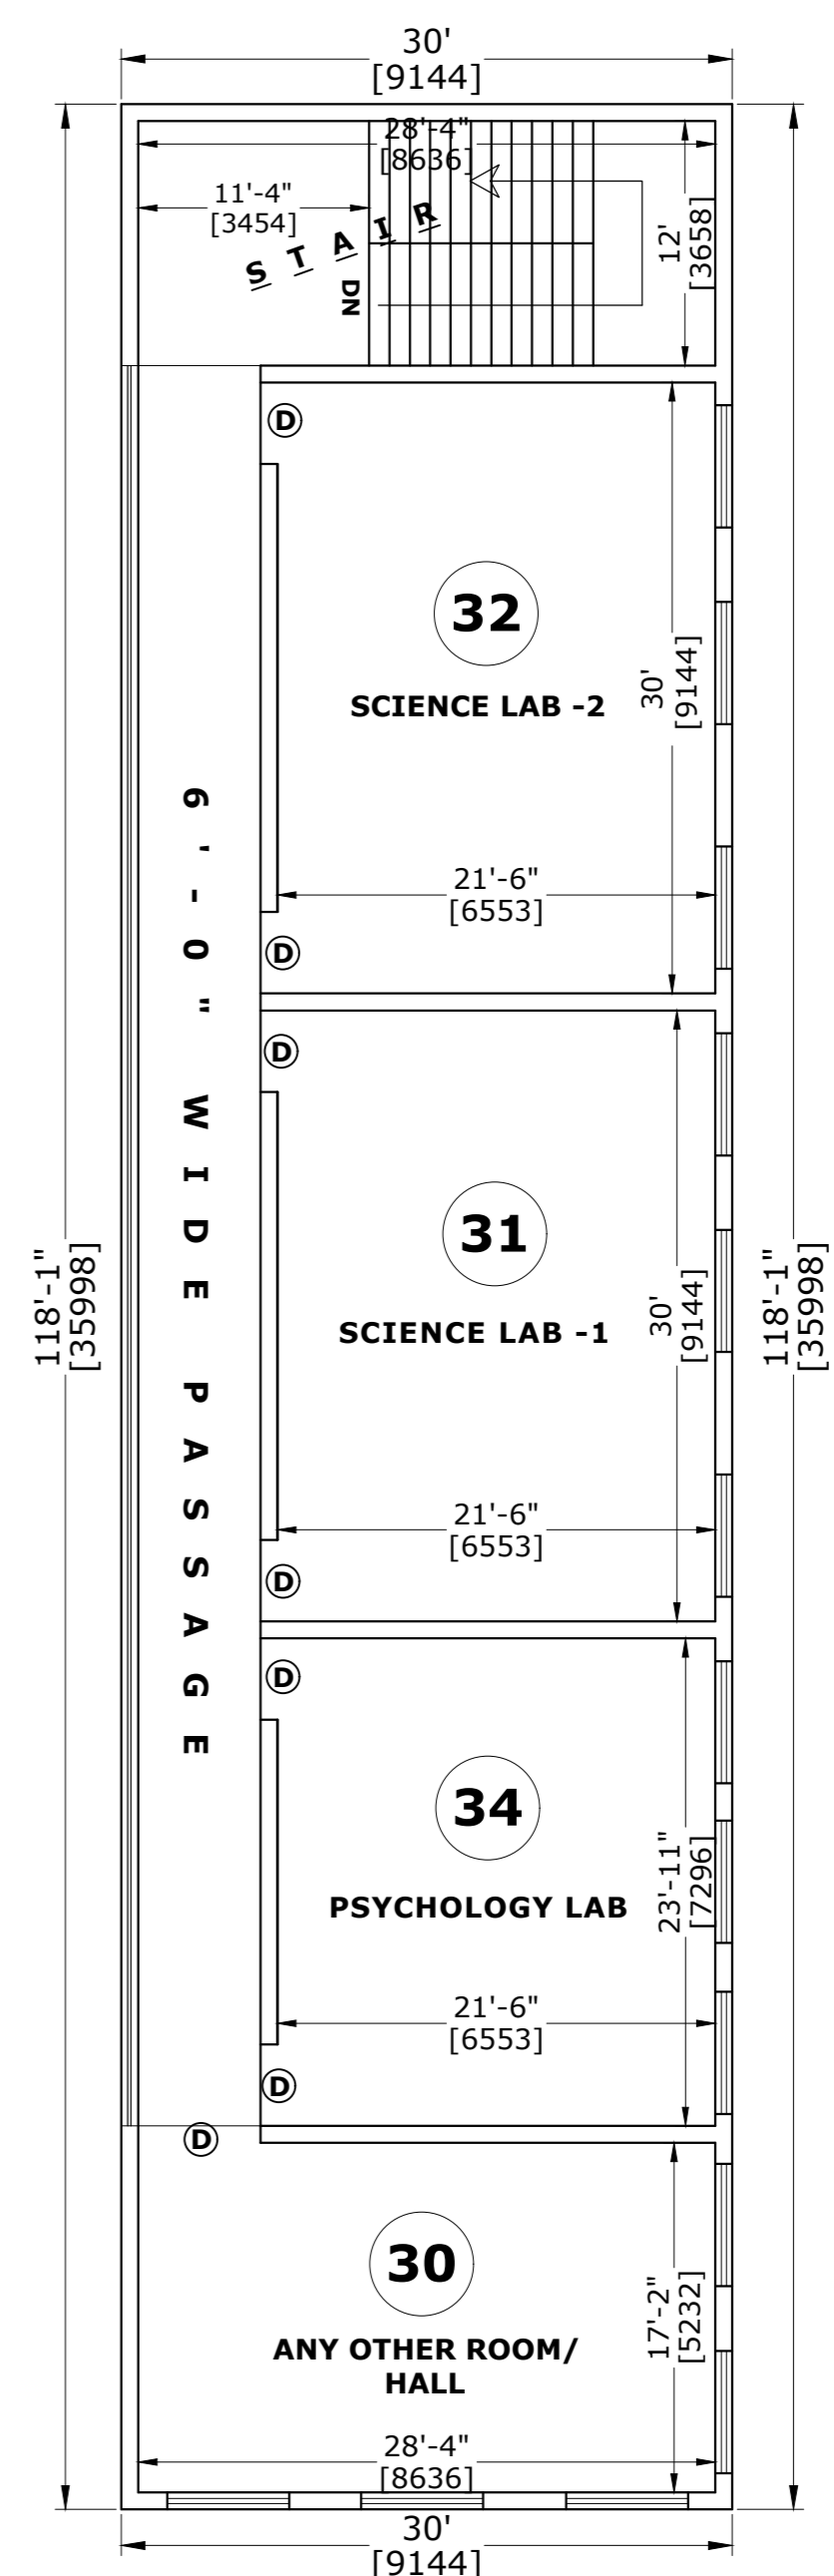 30'
[9144]
28'-4"
[8636]
11'-4"
[3454]
STAIR
DN
12'
[3658]
D
32
SCIENCE LAB -2
30'
[9144]
21'-6"
[6553]
D
6'-0" WIDE PASSAGE
D
31
SCIENCE LAB -1
30'
[9144]
118'-1"
[35998]
118'-1"
[35998]
21'-6"
[6553]
D
D
34
PSYCHOLOGY LAB
23'-11"
[7296]
21'-6"
[6553]
D
D
30
ANY OTHER ROOM/
HALL
17'-2"
[5232]
28'-4"
[8636]
30'
[9144]